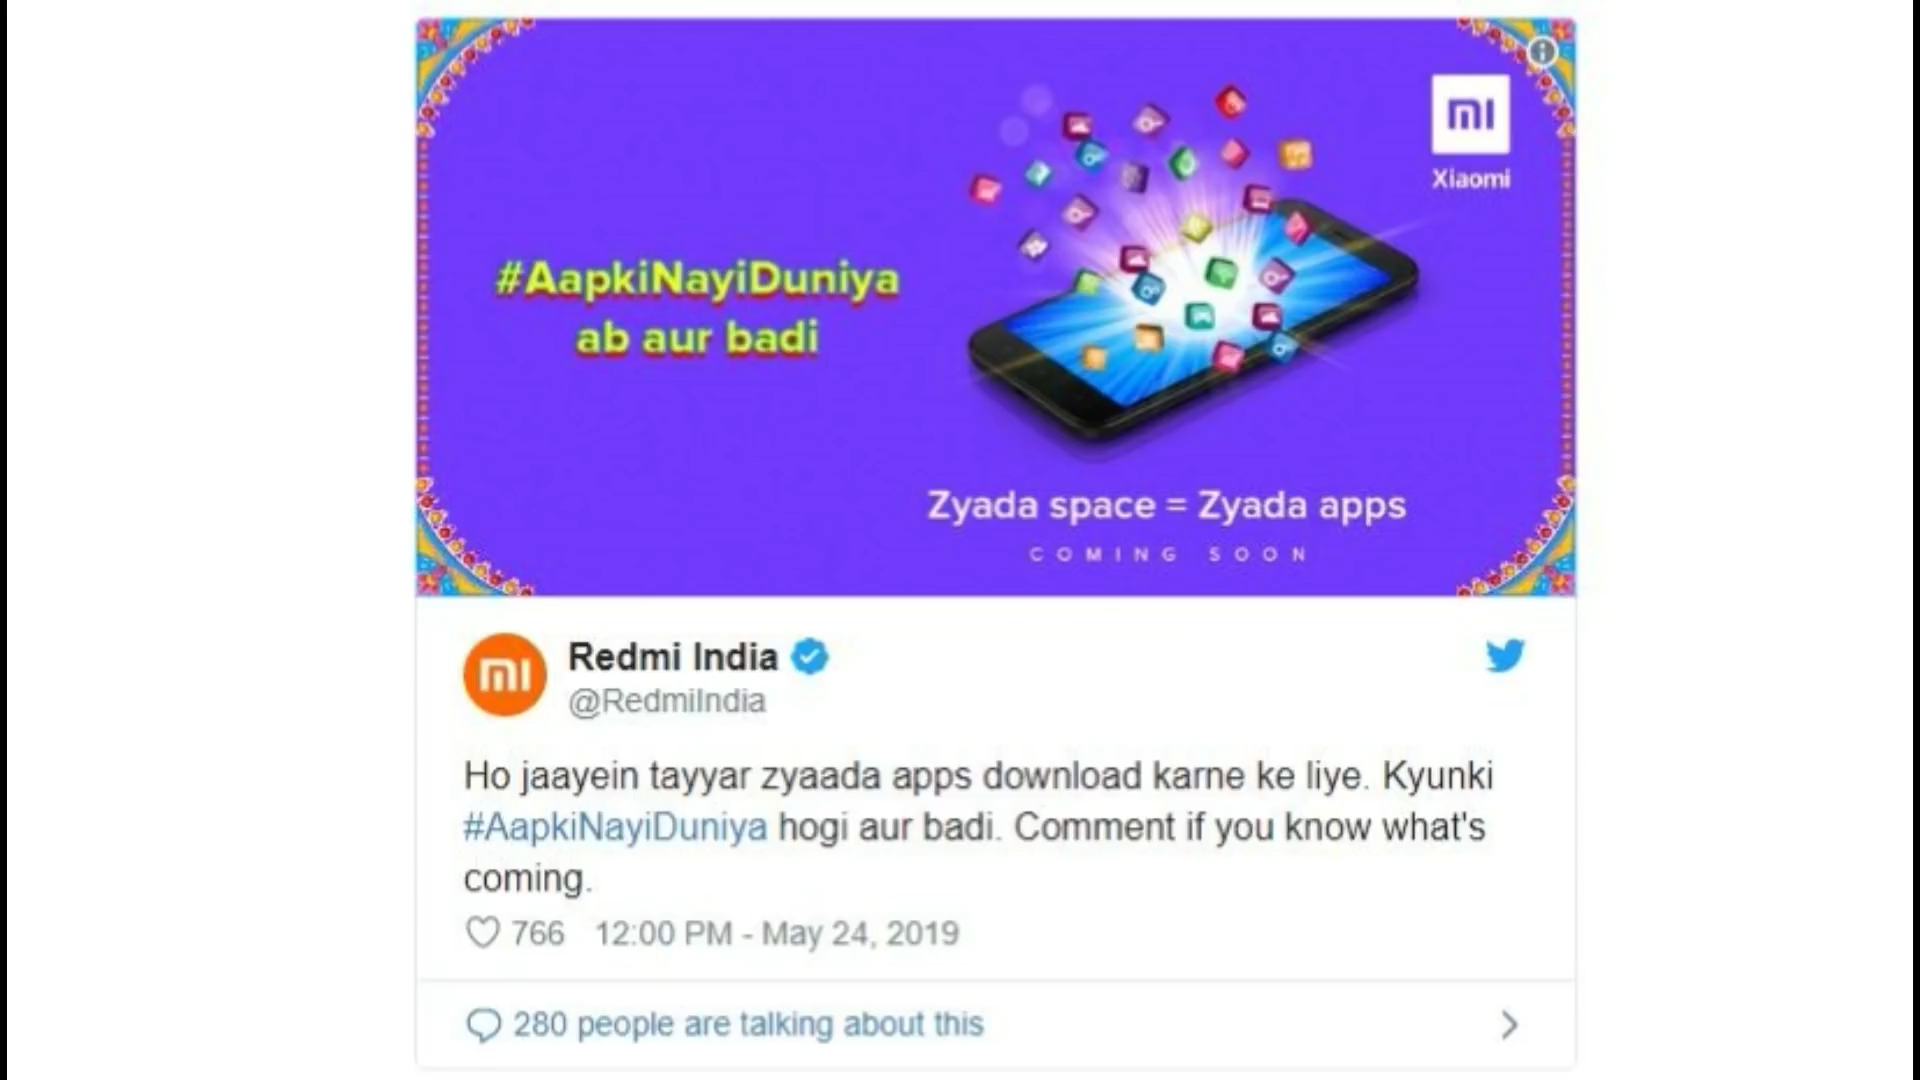 mi
Xiaomi
#AapkiNayiDuniya
ab aur badi
Zyada space = Zyada apps
COMING SOON
mi
Redmi India
@RedmiIndia
Ho jaayein tayyar zyaada apps download karne ke liye. Kyunki
#AapkiNayiDuniya hogi aur badi. Comment if you know what's
coming.
766 12:00 PM - May 24, 2019
280 people are talking about this